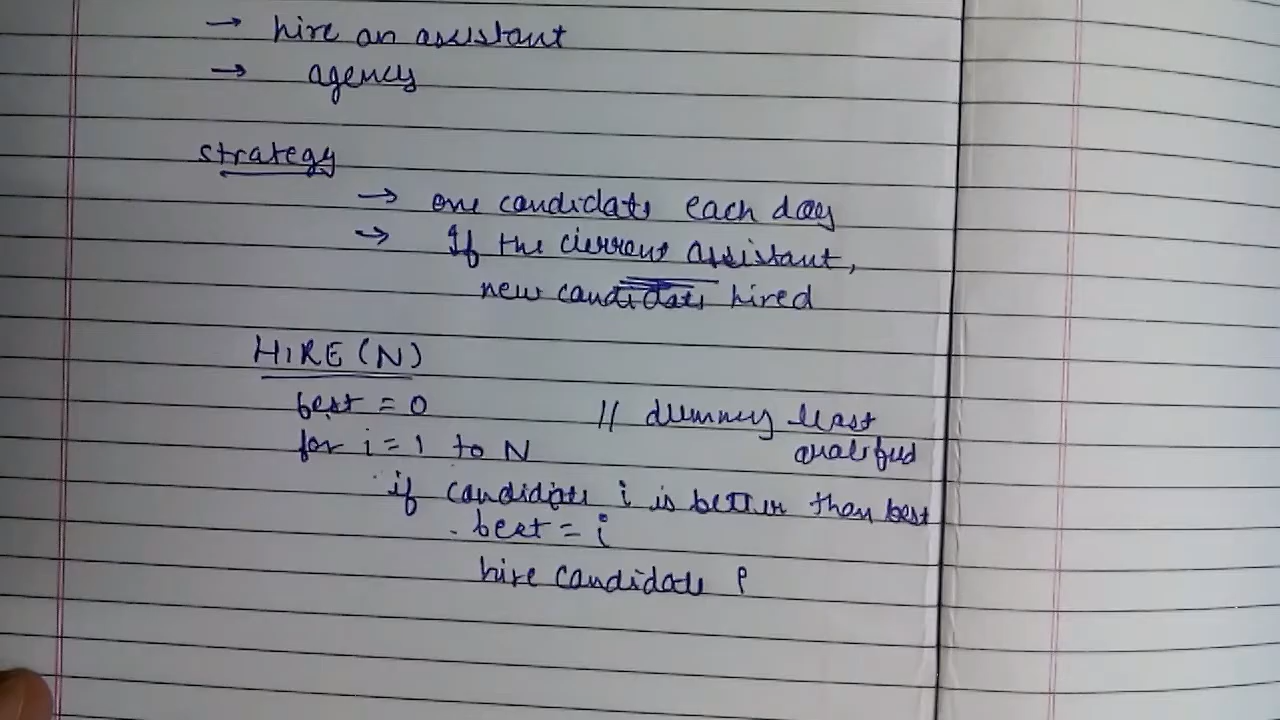 → hire an assistant
→ agency
strategy
→ one candidate each day
→ If the current assistant,
new candidate hired
HIRE (N)
best = 0 // dummy least
qualified
for i = 1 to N
if candidate i is better than best
best = i
hire candidate i